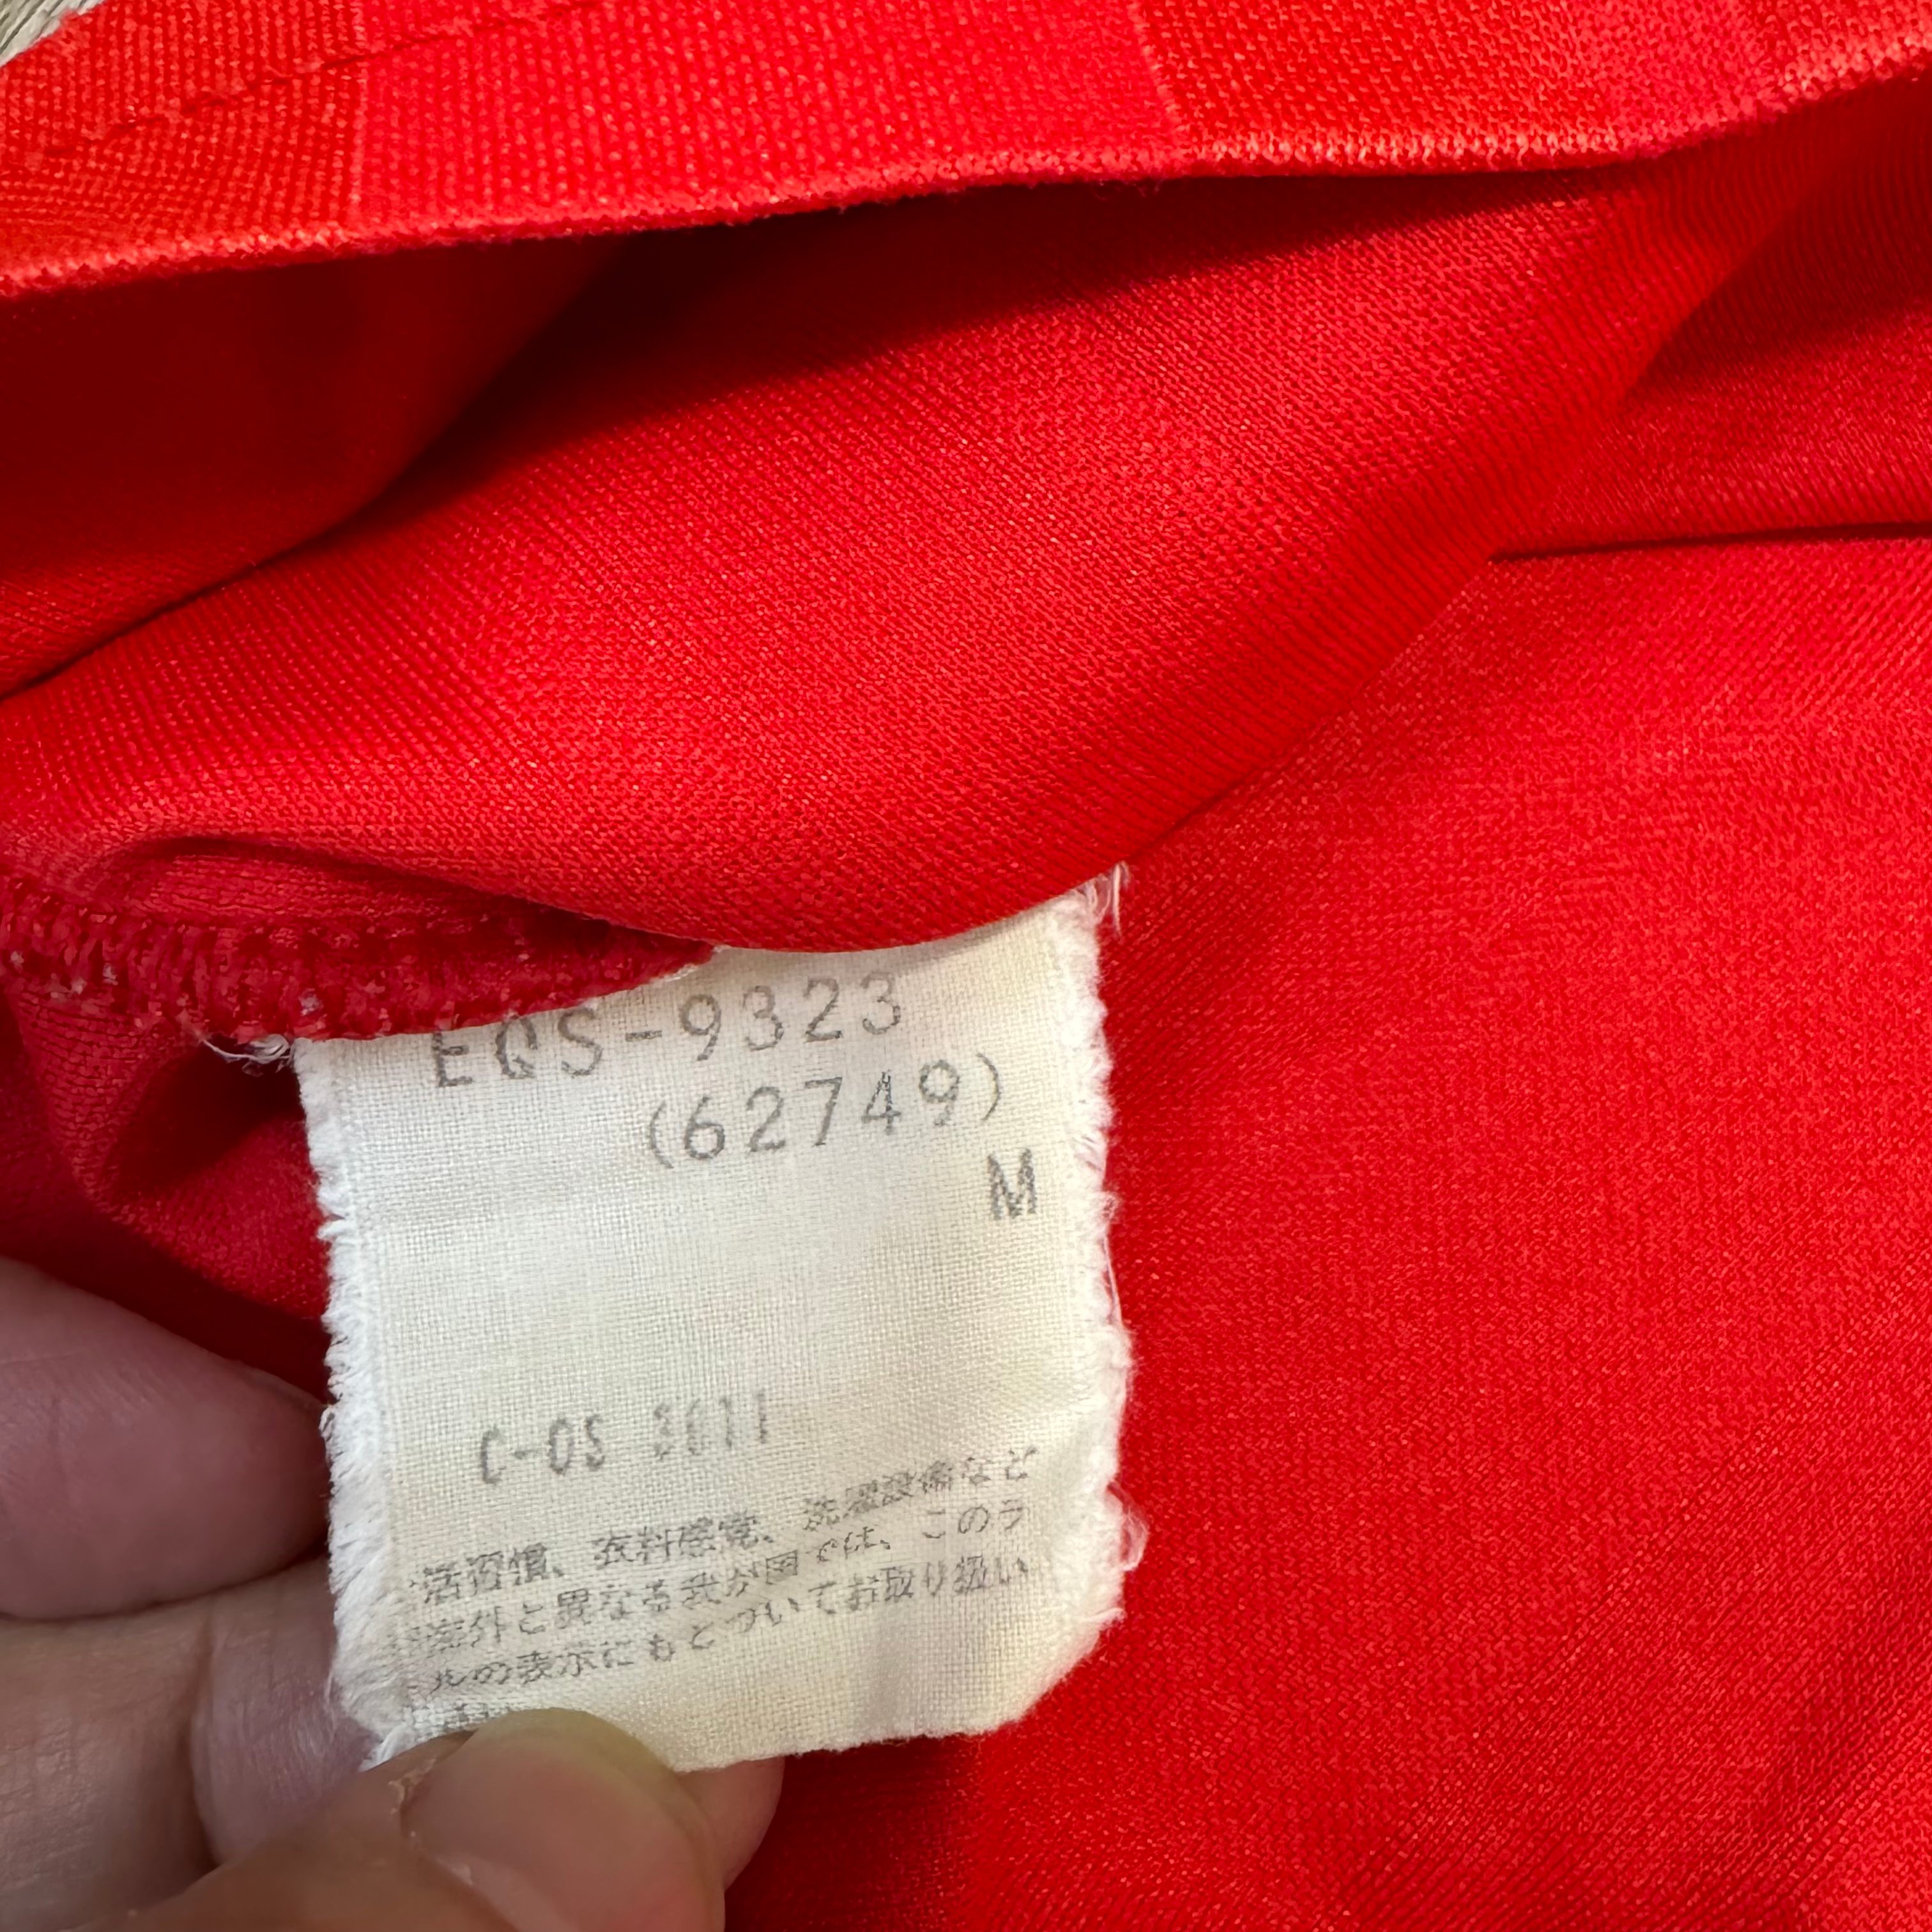 EQS-9323
(62749)
M
C-OS 3611
活習慣、衣料感覚、洗濯設備など
海外と異なる我が国では、このラ
ルの表示にもとづいてお取り扱い